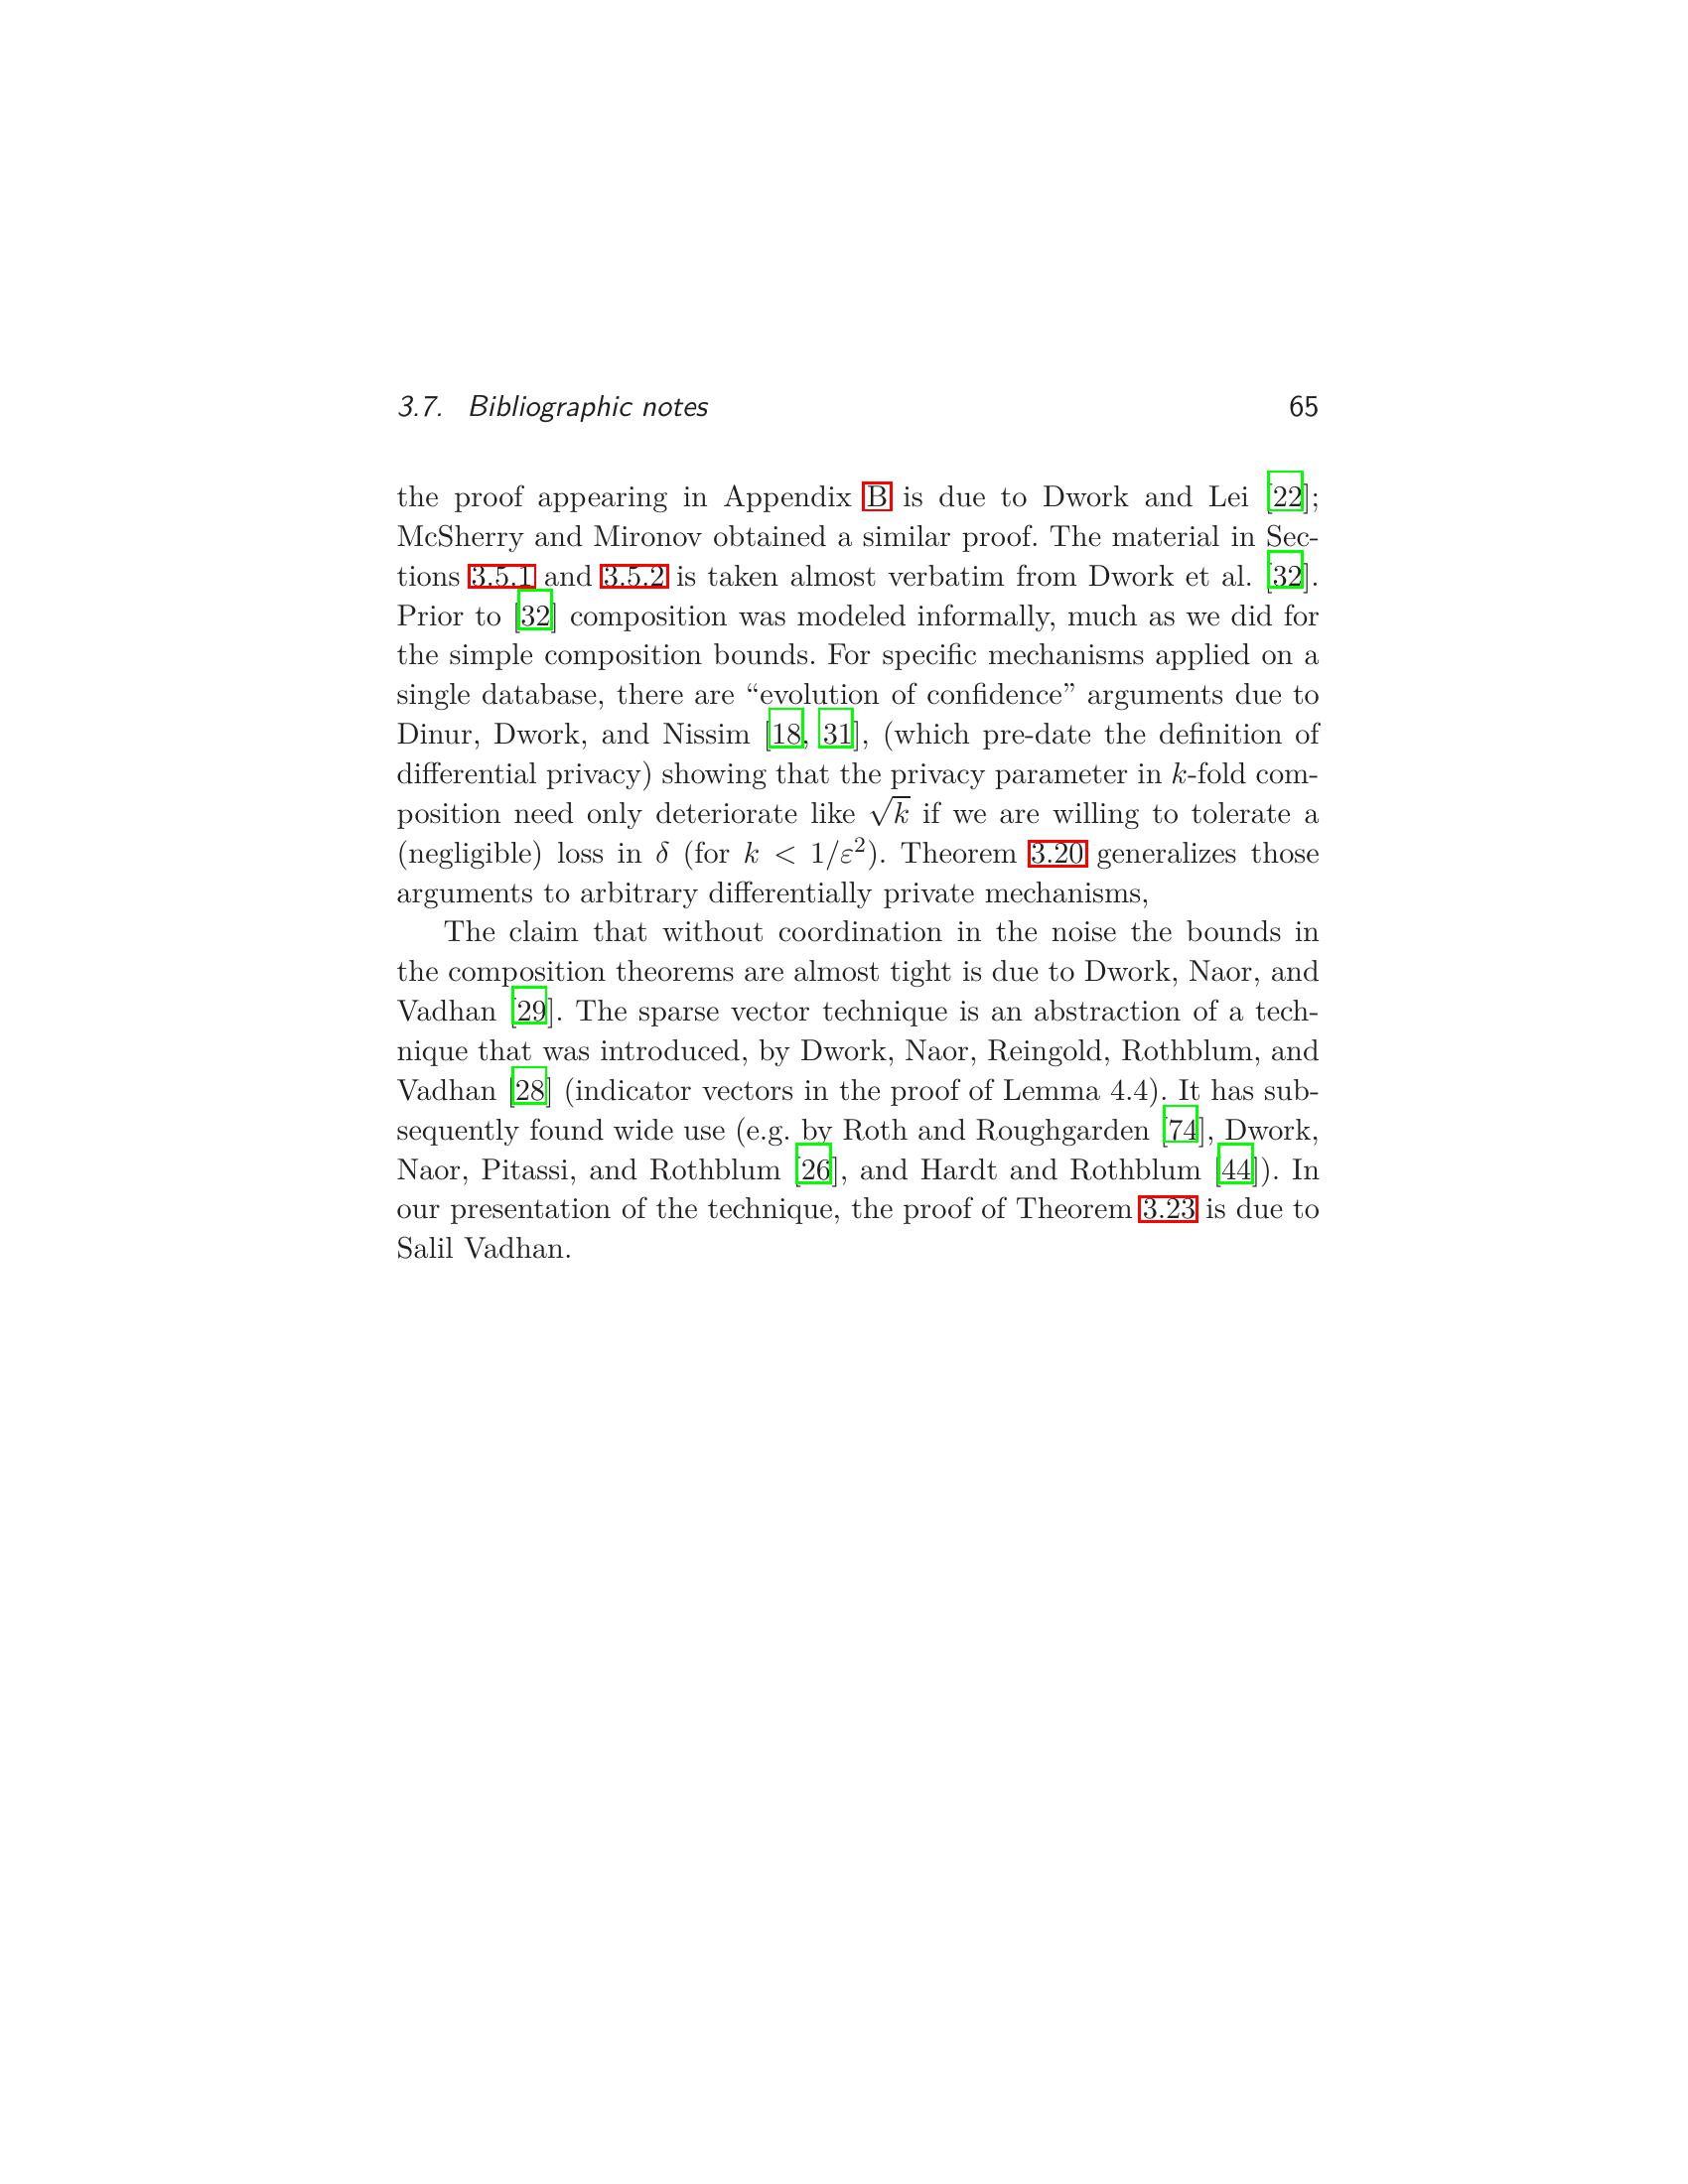 3.7. Bibliographic notes 65
the proof appearing in Appendix B is due to Dwork and Lei [22];
McSherry and Mironov obtained a similar proof. The material in Sec-
tions 3.5.1 and 3.5.2 is taken almost verbatim from Dwork et al. [32].
Prior to [32] composition was modeled informally, much as we did for
the simple composition bounds. For specific mechanisms applied on a
single database, there are “evolution of confidence” arguments due to
Dinur, Dwork, and Nissim [18, 31], (which pre-date the definition of
differential privacy) showing that the privacy parameter in k-fold com-
position need only deteriorate like √k if we are willing to tolerate a
(negligible) loss in δ (for k < 1/ε²). Theorem 3.20 generalizes those
arguments to arbitrary differentially private mechanisms,
The claim that without coordination in the noise the bounds in
the composition theorems are almost tight is due to Dwork, Naor, and
Vadhan [29]. The sparse vector technique is an abstraction of a tech-
nique that was introduced, by Dwork, Naor, Reingold, Rothblum, and
Vadhan [28] (indicator vectors in the proof of Lemma 4.4). It has sub-
sequently found wide use (e.g. by Roth and Roughgarden [74], Dwork,
Naor, Pitassi, and Rothblum [26], and Hardt and Rothblum [44]). In
our presentation of the technique, the proof of Theorem 3.23 is due to
Salil Vadhan.